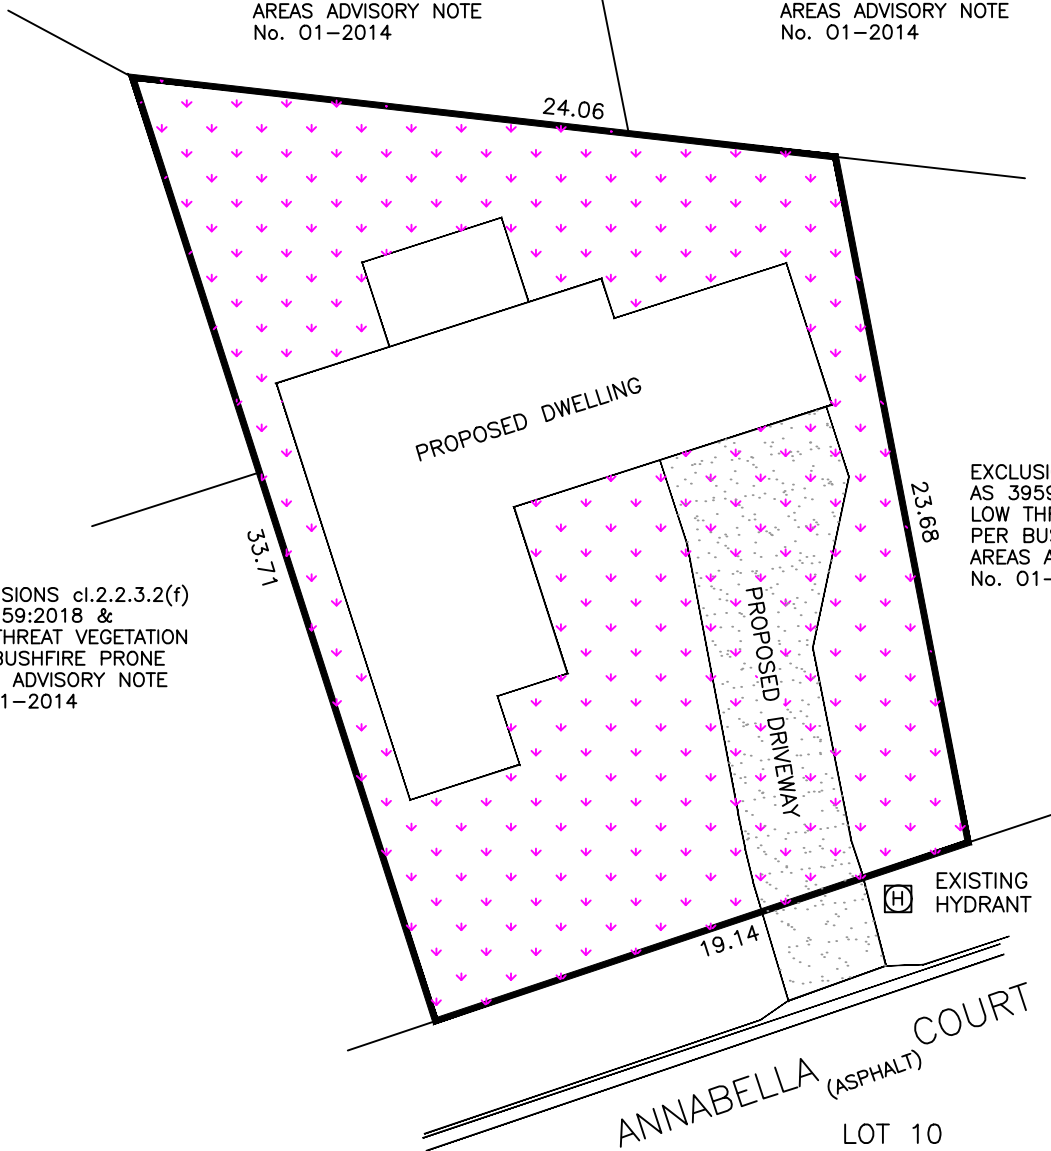 AREAS ADVISORY NOTE
No. 01-2014
AREAS ADVISORY NOTE
No. 01-2014
24.06
PROPOSED DWELLING
33.71
23.68
EXCLUSI
AS 3959
LOW TH
PER BUS
AREAS A
No. 01-
SIONS cl.2.2.3.2(f)
59:2018 &
THREAT VEGETATION
BUSHFIRE PRONE
ADVISORY NOTE
1-2014
PROPOSED DRIVEWAY
H
EXISTING
HYDRANT
19.14
ANNABELLA (ASPHALT) COURT
LOT 10